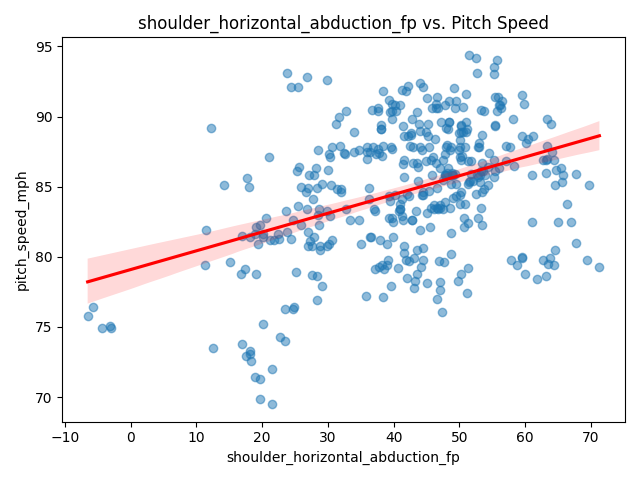 shoulder_horizontal_abduction_fp vs. Pitch Speed
95
90
85
80
75
70
pitch_speed_mph
−10 0 10 20 30 40 50 60 70
shoulder_horizontal_abduction_fp